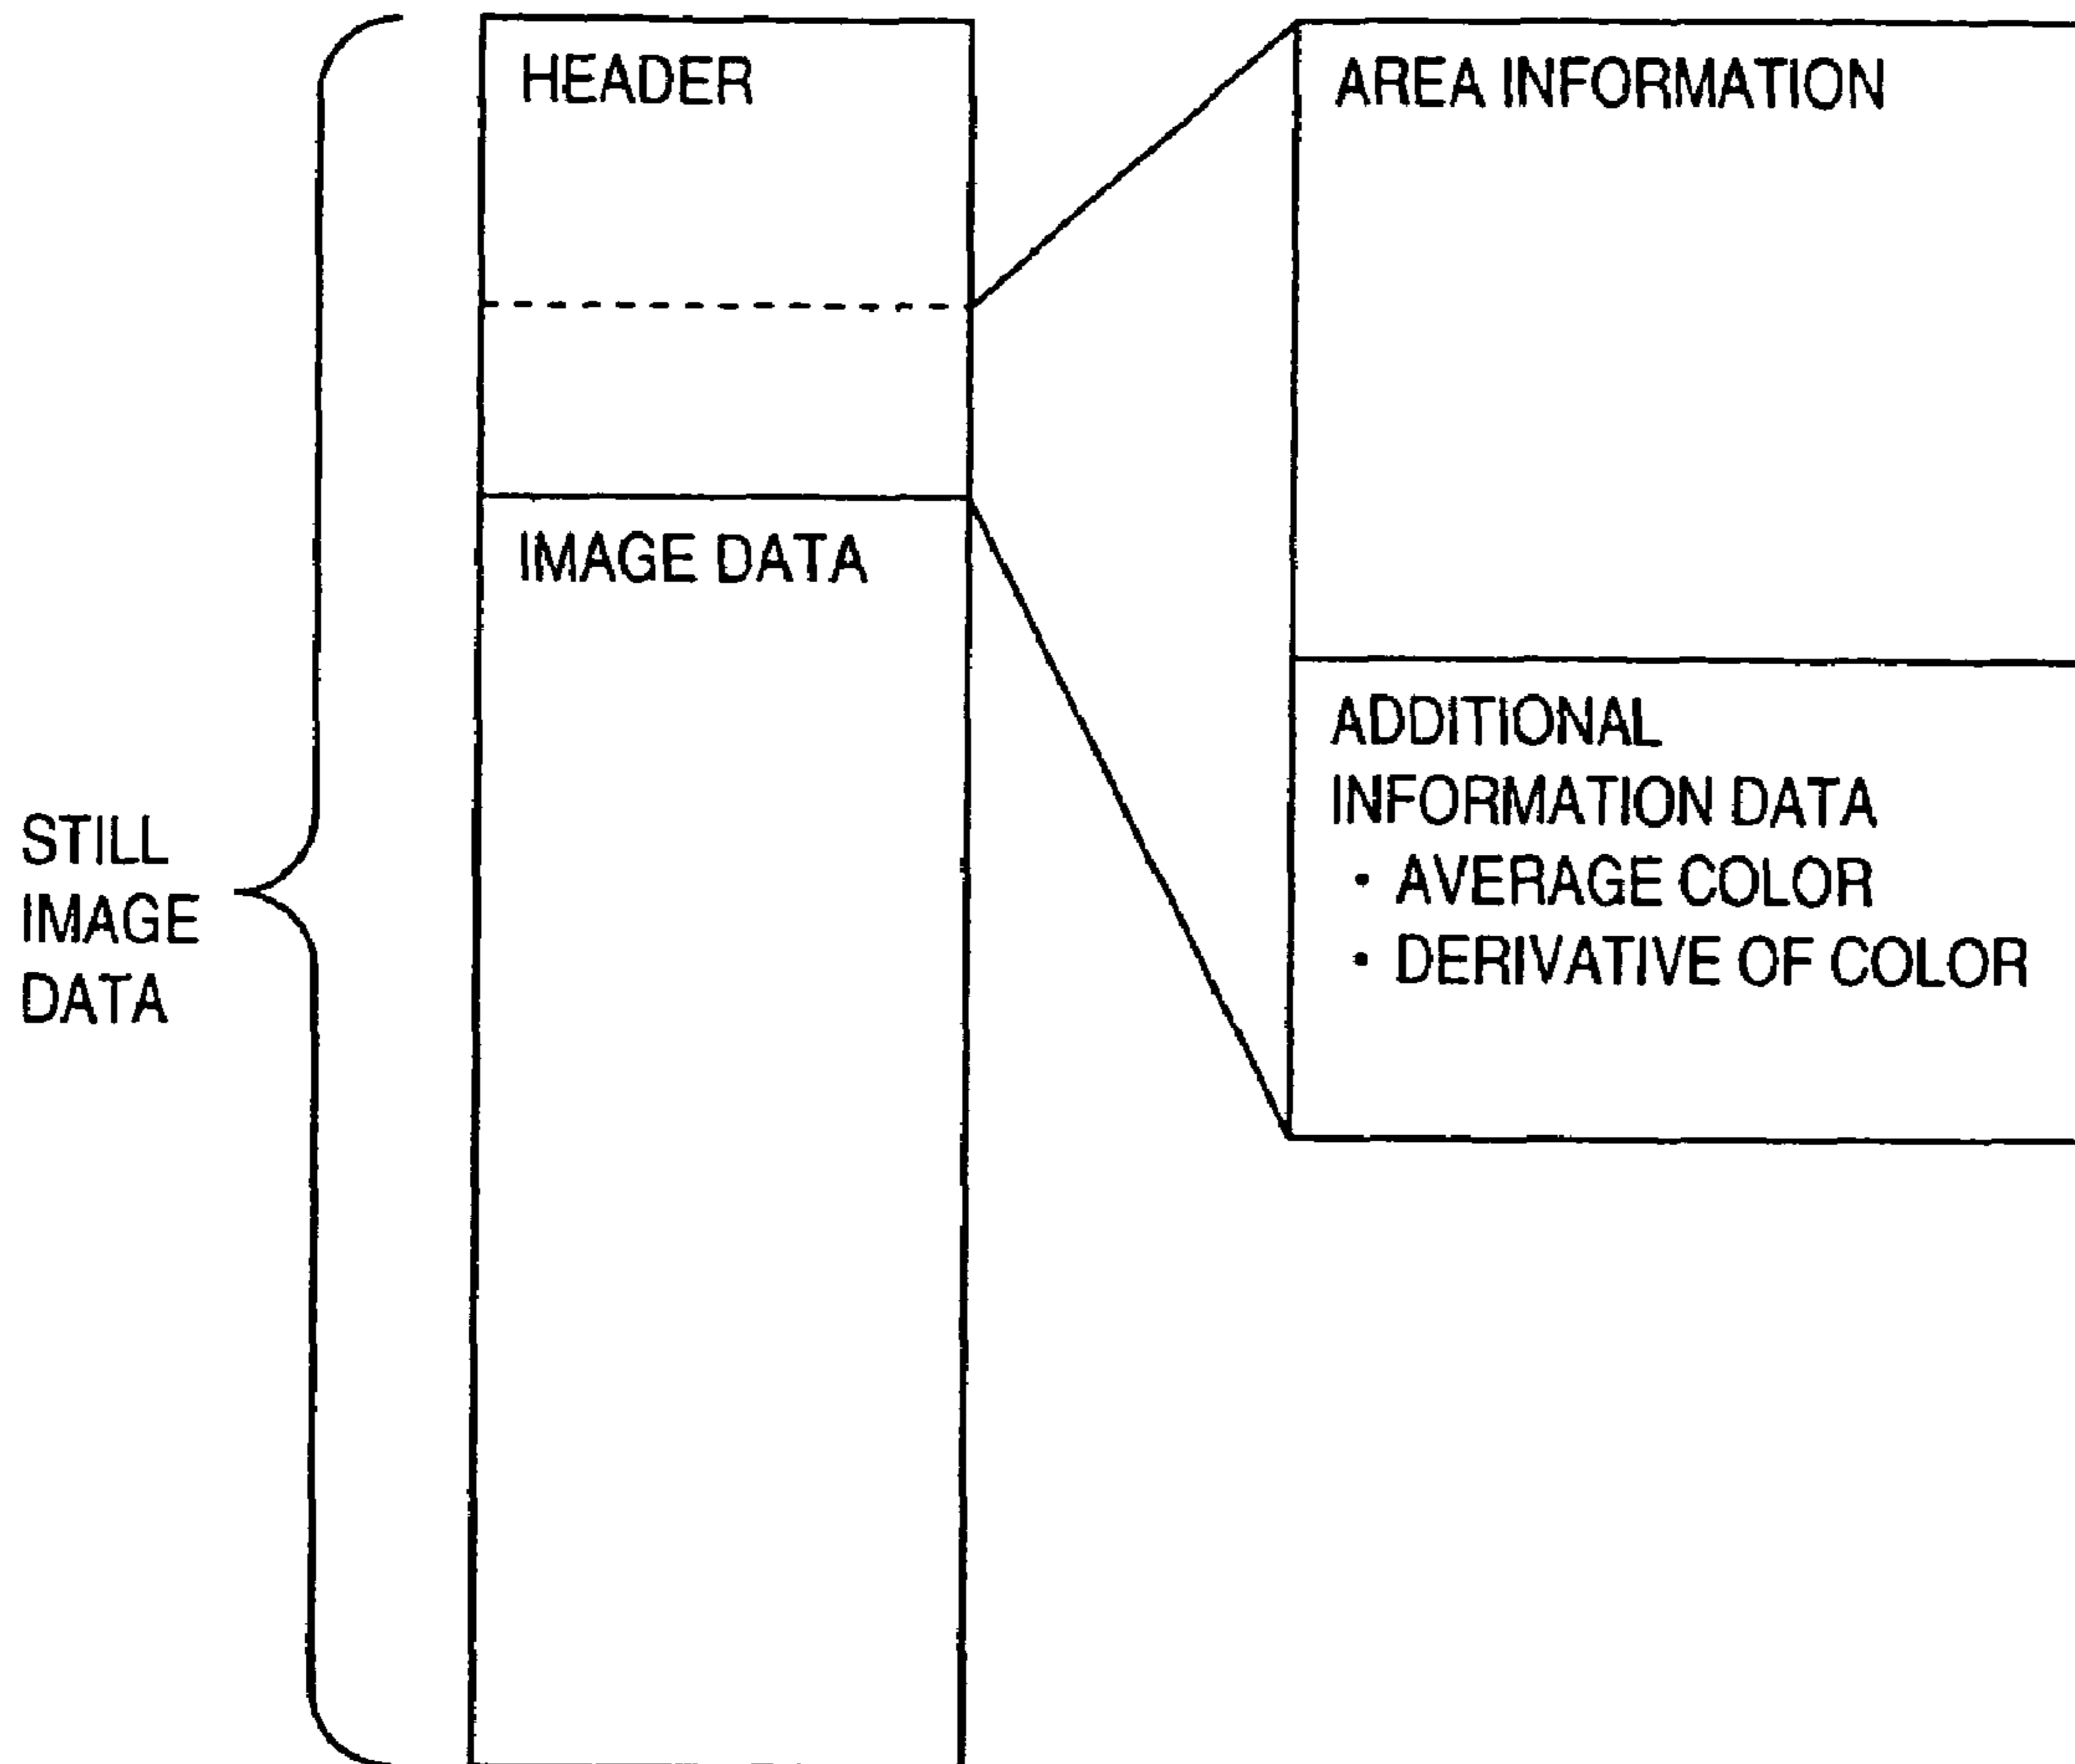 HEADER
IMAGE DATA
STILL
IMAGE
DATA
AREA INFORMATION
ADDITIONAL
INFORMATION DATA
・ AVERAGE COLOR
・ DERIVATIVE OF COLOR